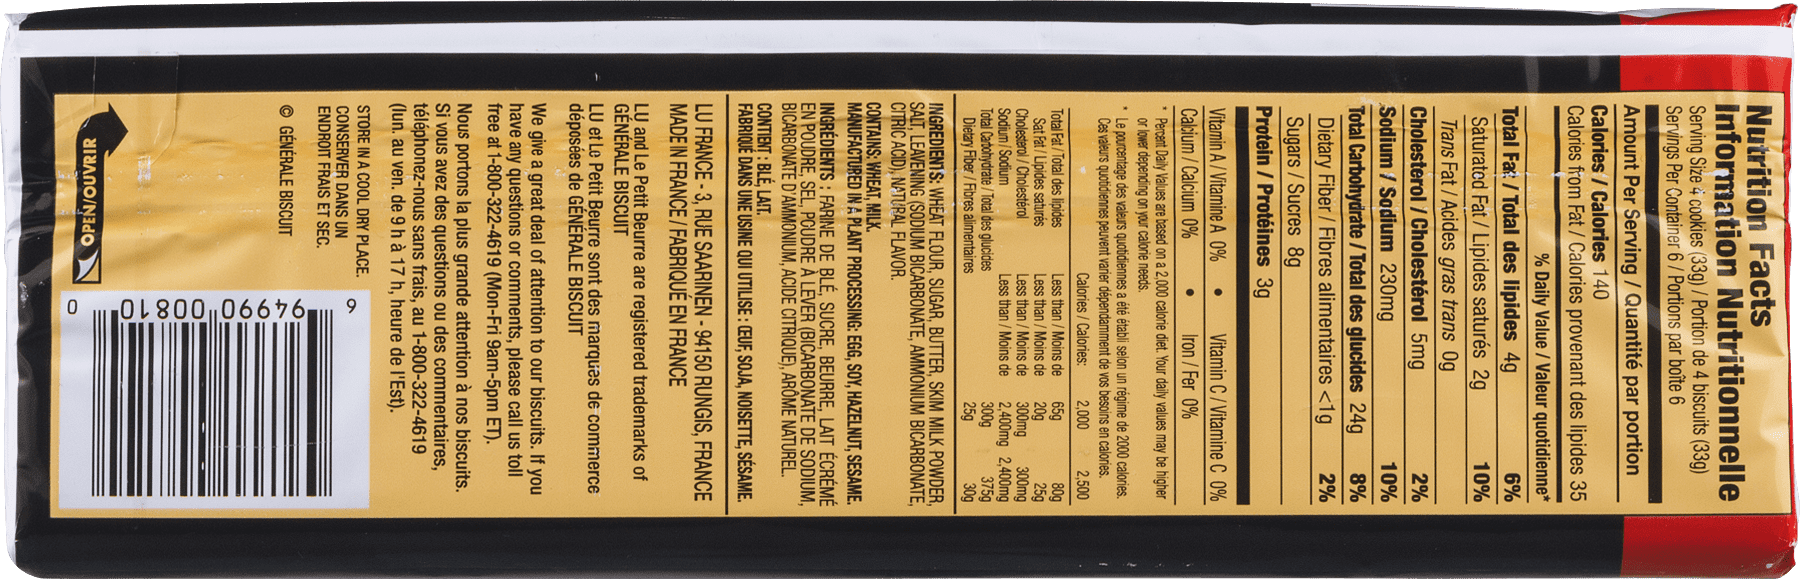 Nutrition Facts
Information Nutritionnelle
Serving Size 4 cookies (33g) / Portion de 4 biscuits (33g)
Servings Per Container 6 / Portions par boîte 6
Amount Per Serving / Quantité par portion
Calories / Calories 140
Calories from Fat / Calories provenant des lipides 35
% Daily Value / Valeur quotidienne*
Total Fat / Total des lipides 4g 6%
Saturated Fat / Lipides saturés 2g 10%
Trans Fat / Acides gras trans 0g
Cholesterol / Cholestérol 5mg 2%
Sodium / Sodium 230mg 10%
Total Carbohydrate / Total des glucides 24g 8%
Dietary Fiber / Fibres alimentaires <1g 2%
Sugars / Sucres 8g
Protein / Protéines 3g
Vitamin A / Vitamine A 0% • Vitamin C / Vitamine C 0%
Calcium / Calcium 0% • Iron / Fer 0%
* Percent Daily Values are based on a 2,000 calorie diet. Your daily values may be higher
or lower depending on your calorie needs.
* Le pourcentage des valeurs quotidiennes a été établi selon un régime de 2000 calories.
Ces valeurs quotidiennes peuvent varier dépendamment de vos besoins en calories.
Calories / Calories: 2,000 2,500
Total Fat / Total des lipides Less than / Moins de 65g 80g
Sat Fat / Lipides saturés Less than / Moins de 20g 25g
Cholesterol / Cholestérol Less than / Moins de 300mg 300mg
Sodium / Sodium Less than / Moins de 2,400mg 2,400mg
Total Carbohydrate / Total des glucides 300g 375g
Dietary Fiber / Fibres alimentaires 25g 30g
INGREDIENTS: WHEAT FLOUR, SUGAR, BUTTER, SKIM MILK POWDER,
SALT, LEAVENING (SODIUM BICARBONATE, AMMONIUM BICARBONATE,
CITRIC ACID), NATURAL FLAVOR.
CONTAINS: WHEAT, MILK.
MANUFACTURED IN A PLANT PROCESSING: EGG, SOY, HAZELNUT, SESAME.
INGRÉDIENTS : FARINE DE BLÉ, SUCRE, BEURRE, LAIT ÉCRÉMÉ
EN POUDRE, SEL, POUDRE À LEVER (BICARBONATE DE SODIUM,
BICARBONATE D'AMMONIUM, ACIDE CITRIQUE), ARÔME NATUREL.
CONTIENT : BLÉ, LAIT.
FABRIQUÉ DANS UNE USINE QUI UTILISE : ŒUF, SOJA, NOISETTE, SÉSAME.
LU FRANCE - 3, RUE SAARINEN - 94150 RUNGIS, FRANCE
MADE IN FRANCE / FABRIQUÉ EN FRANCE
LU and Le Petit Beurre are registered trademarks of
GÉNÉRALE BISCUIT
LU et Le Petit Beurre sont des marques de commerce
déposées de GÉNÉRALE BISCUIT
We give a great deal of attention to our biscuits. If you
have any questions or comments, please call us toll
free at 1-800-322-4619 (Mon-Fri 9am-5pm ET).
Nous portons la plus grande attention à nos biscuits.
Si vous avez des questions ou des commentaires,
téléphonez-nous sans frais, au 1-800-322-4619
(lun. au ven. de 9 h à 17 h, heure de l'Est).
STORE IN A COOL DRY PLACE.
CONSERVER DANS UN
ENDROIT FRAIS ET SEC.
© GÉNÉRALE BISCUIT
OPEN/OUVRIR
6 94990 00810 0